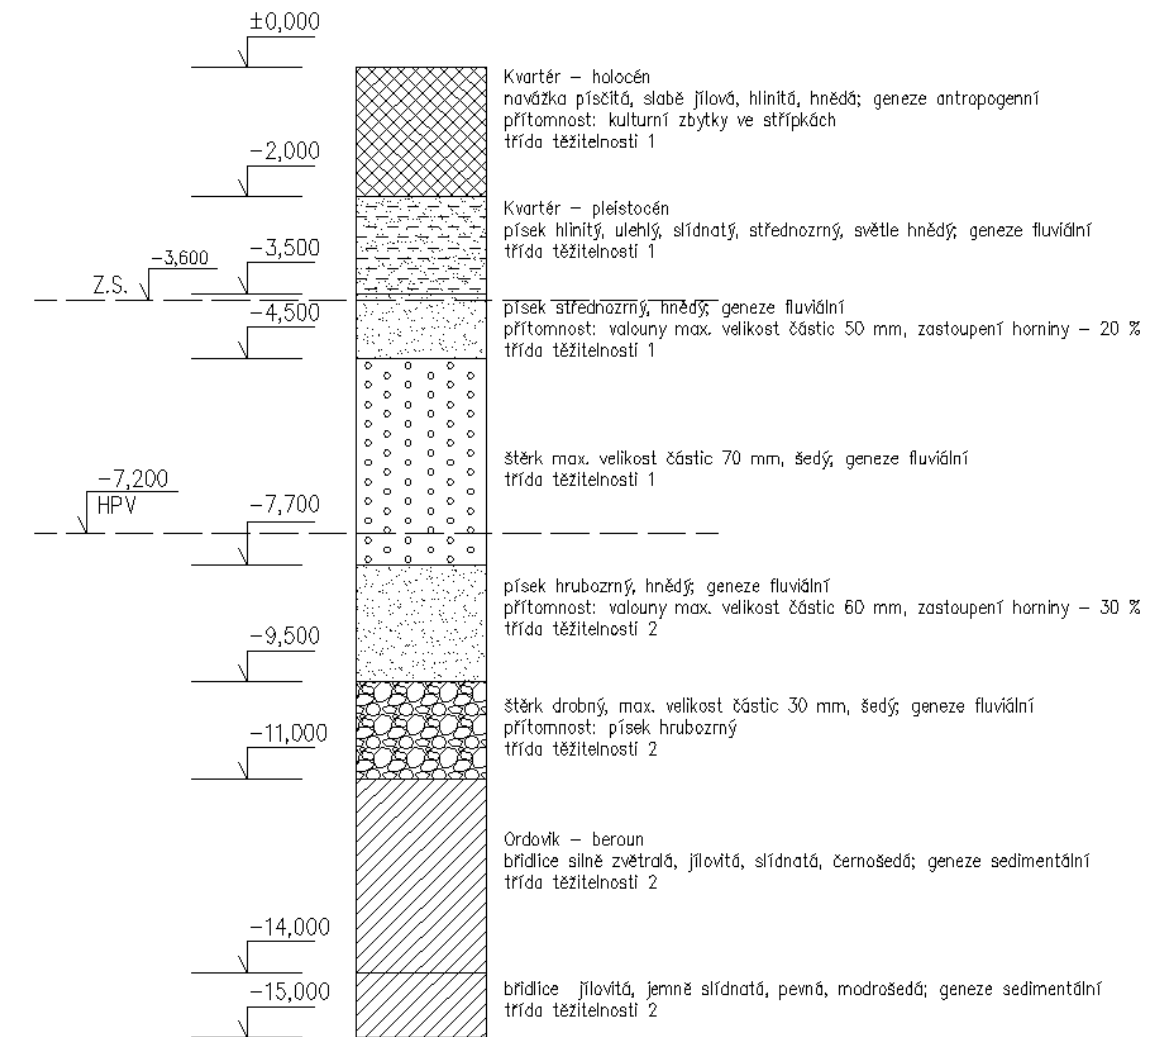 ±0,000
Kvartér – holocén
navážka písčitá, slabě jílová, hlinitá, hnědá; geneze antropogenní
přítomnost: kulturní zbytky ve střípkách
třída těžitelnosti 1
-2,000
Kvartér – pleistocén
písek hlinitý, ulehlý, slídnatý, střednozrný, světle hnědý; geneze fluviální
třída těžitelnosti 1
-3,500
-3,600
Z.S.
písek střednozrný, hnědý; geneze fluviální
přítomnost: valouny max. velikost částic 50 mm, zastoupení horniny – 20 %
třída těžitelnosti 1
-4,500
štěrk max. velikost částic 70 mm, šedý; geneze fluviální
třída těžitelnosti 1
-7,200
HPV
-7,700
písek hrubozrný, hnědý; geneze fluviální
přítomnost: valouny max. velikost částic 60 mm, zastoupení horniny – 30 %
třída těžitelnosti 2
-9,500
štěrk drobný, max. velikost částic 30 mm, šedý; geneze fluviální
přítomnost: písek hrubozrný
třída těžitelnosti 2
-11,000
Ordovik – beroun
břidlice silně zvětralá, jílovitá, slídnatá, černošedá; geneze sedimentální
třída těžitelnosti 2
-14,000
břidlice jílovitá, jemně slídnatá, pevná, modrošedá; geneze sedimentální
třída těžitelnosti 2
-15,000